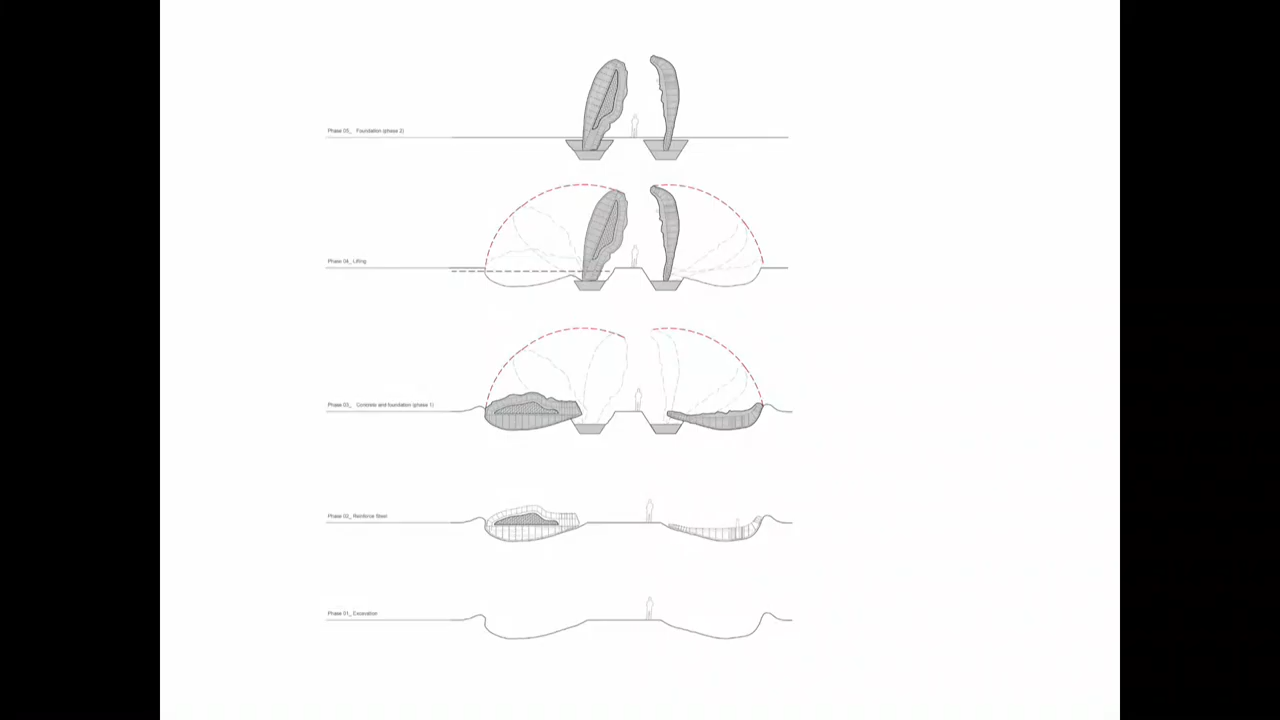 Phase 05_ Foundation (phase 2)
Phase 04_ Lifting
Phase 03_ Concrete and foundation (phase 1)
Phase 02_ Reinforce Steel
Phase 01_ Excavation